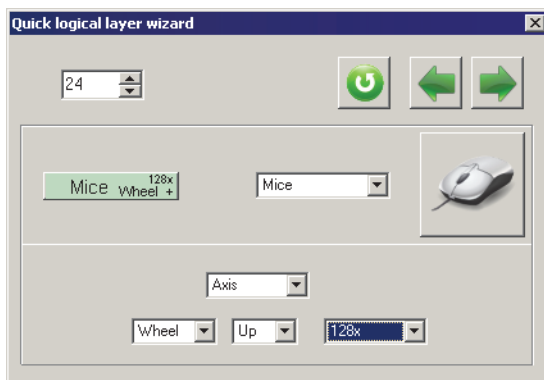 Quick logical layer wizard
24
Mice 128x Wheel +
Mice
Axis
Wheel Up 128x